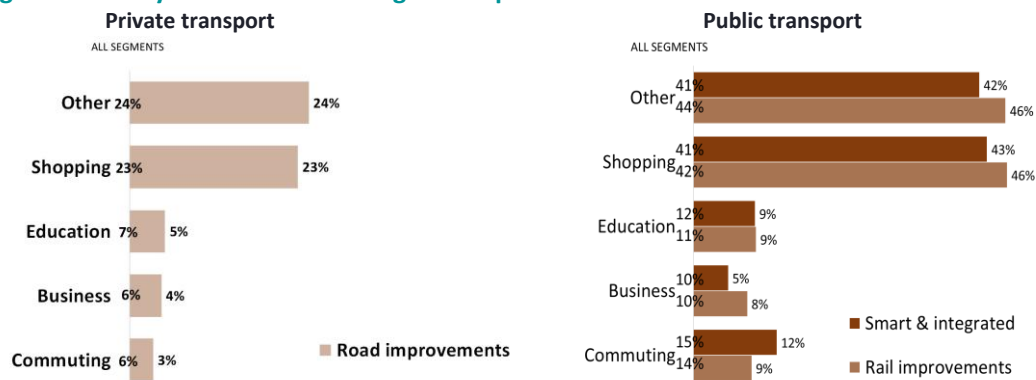 Private transport
ALL SEGMENTS
Other 24% 24%
Shopping 23% 23%
Education 7% 5%
Business 6% 4%
Commuting 6% 3%
Road improvements
Public transport
ALL SEGMENTS
Other 41% 42%
44% 46%
Shopping 41% 43%
42% 46%
Education 12% 9%
11% 9%
Business 10% 5%
10% 8%
Commuting 15% 12%
14% 9%
Smart & integrated
Rail improvements